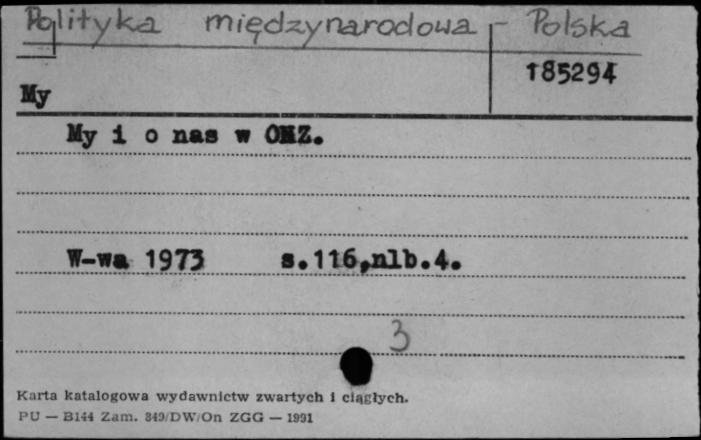 Polityka międzynarodowa - Polska
185294
My
My i o nas w ONZ.
W-wa 1973 s.116,nlb.4.
3
Karta katalogowa wydawnictw zwartych i ciągłych.
PU — B144 Zam. 849/DW/On ZGG — 1991